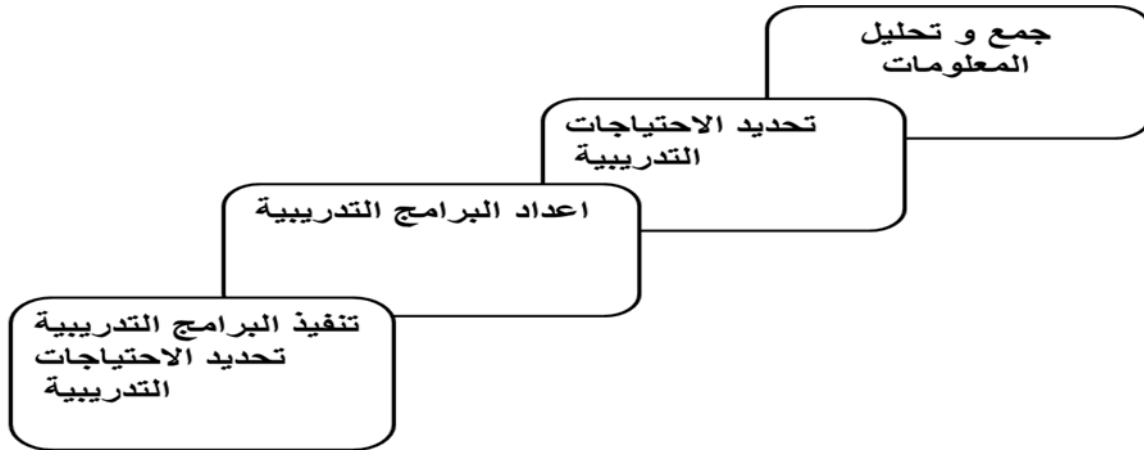 جمع و تحليل
المعلومات
تحديد الاحتياجات
التدريبية
اعداد البرامج التدريبية
تنفيذ البرامج التدريبية
تحديد الاحتياجات
التدريبية